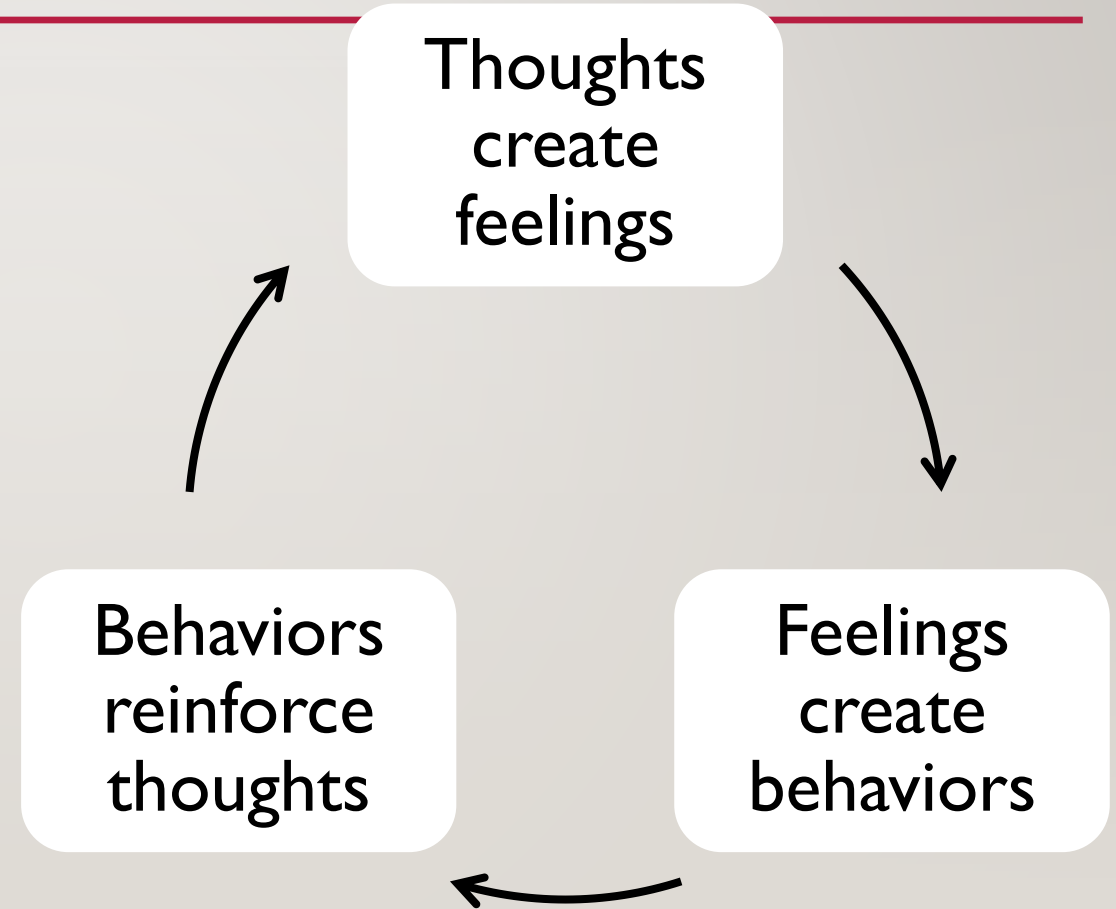 Thoughts
create
feelings
Feelings
create
behaviors
Behaviors
reinforce
thoughts